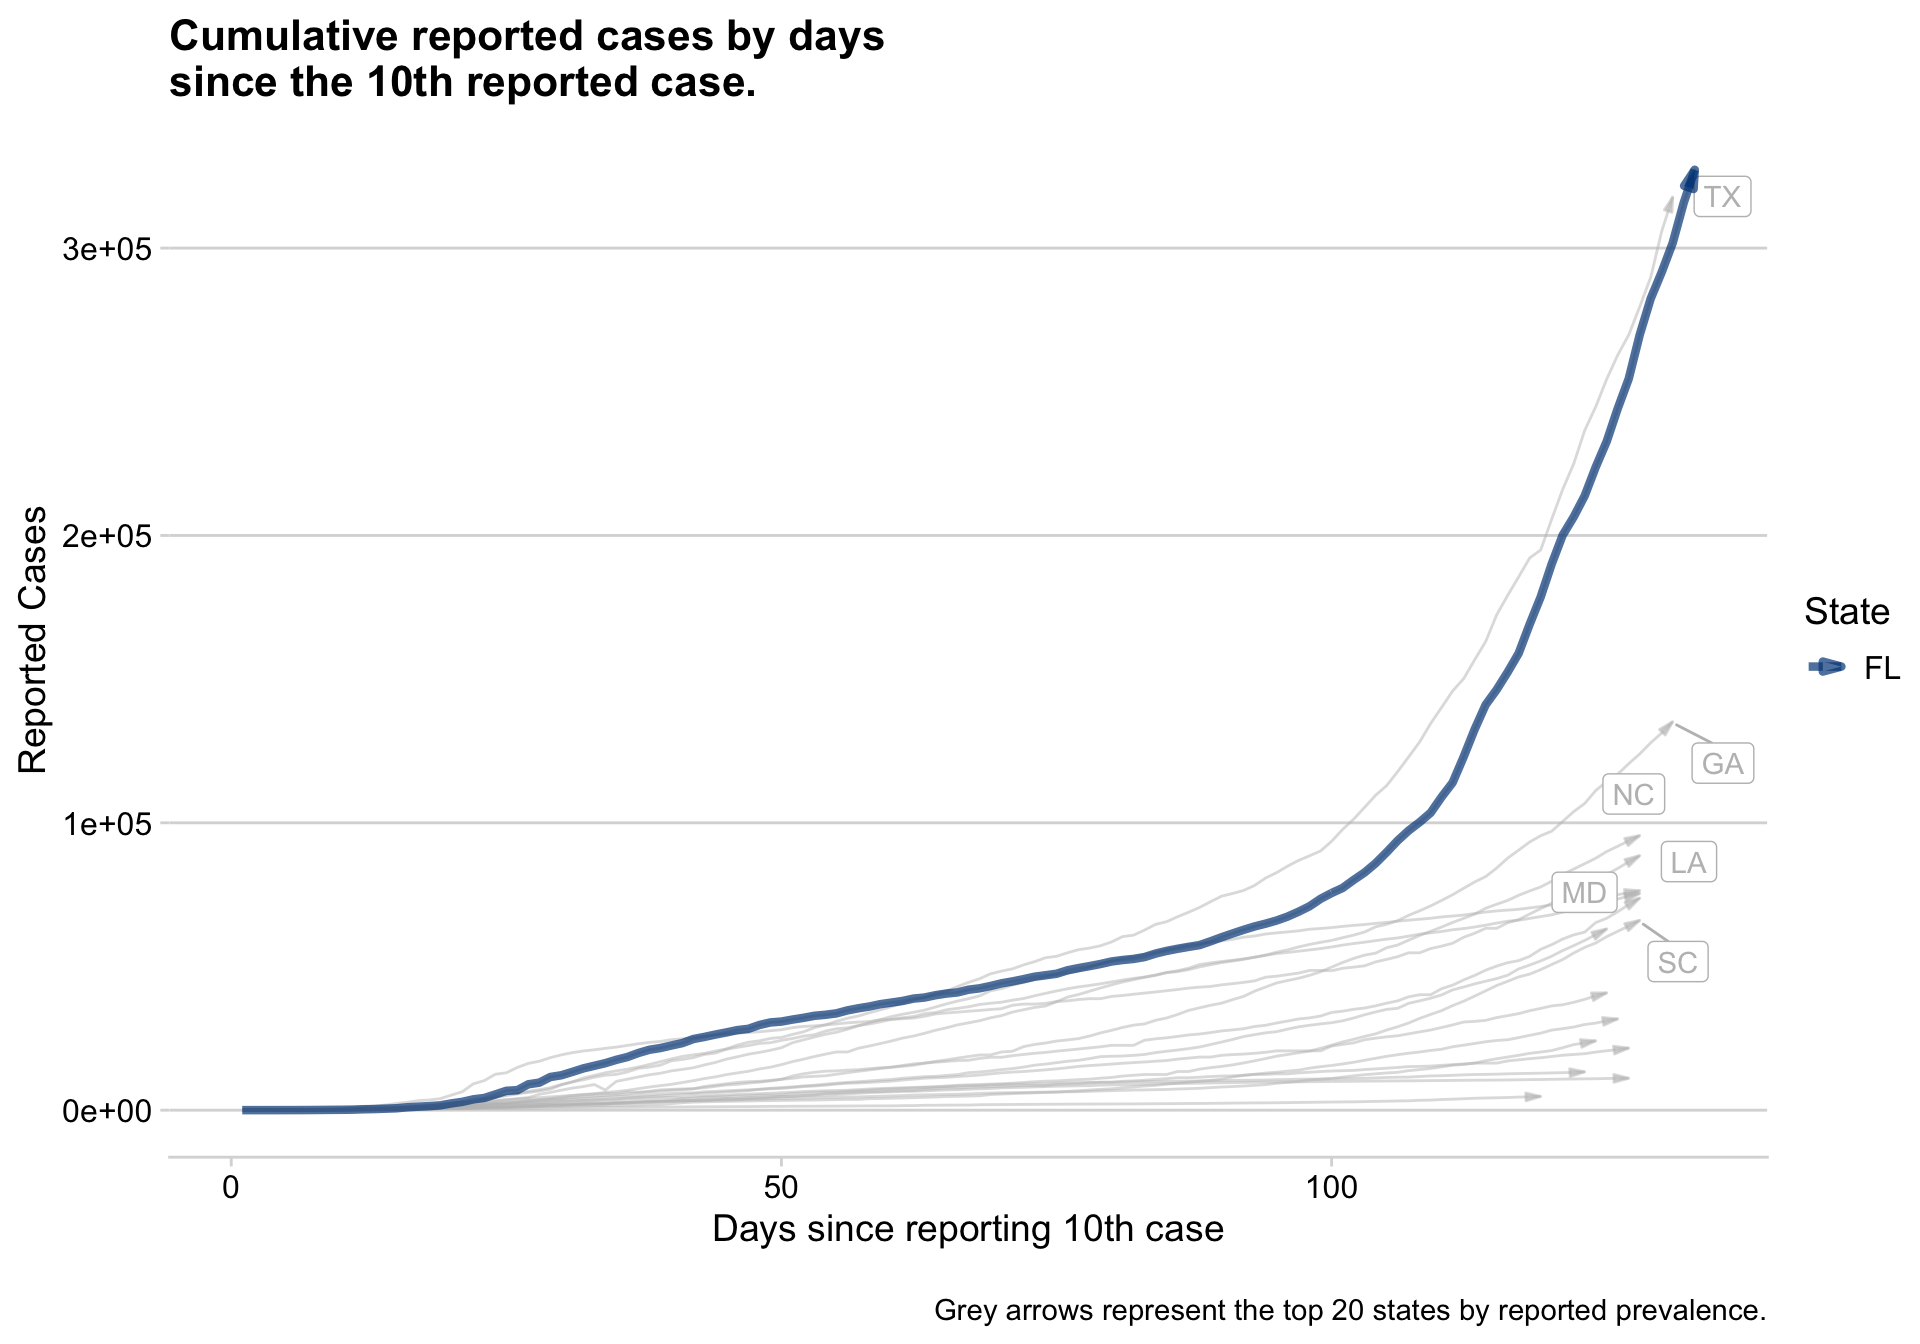 Cumulative reported cases by days
since the 10th reported case.
TX
3e+05
Reported Cases
2e+05
State
FL
GA
NC
1e+05
LA
MD
SC
0e+00
0
50
100
Days since reporting 10th case
Grey arrows represent the top 20 states by reported prevalence.